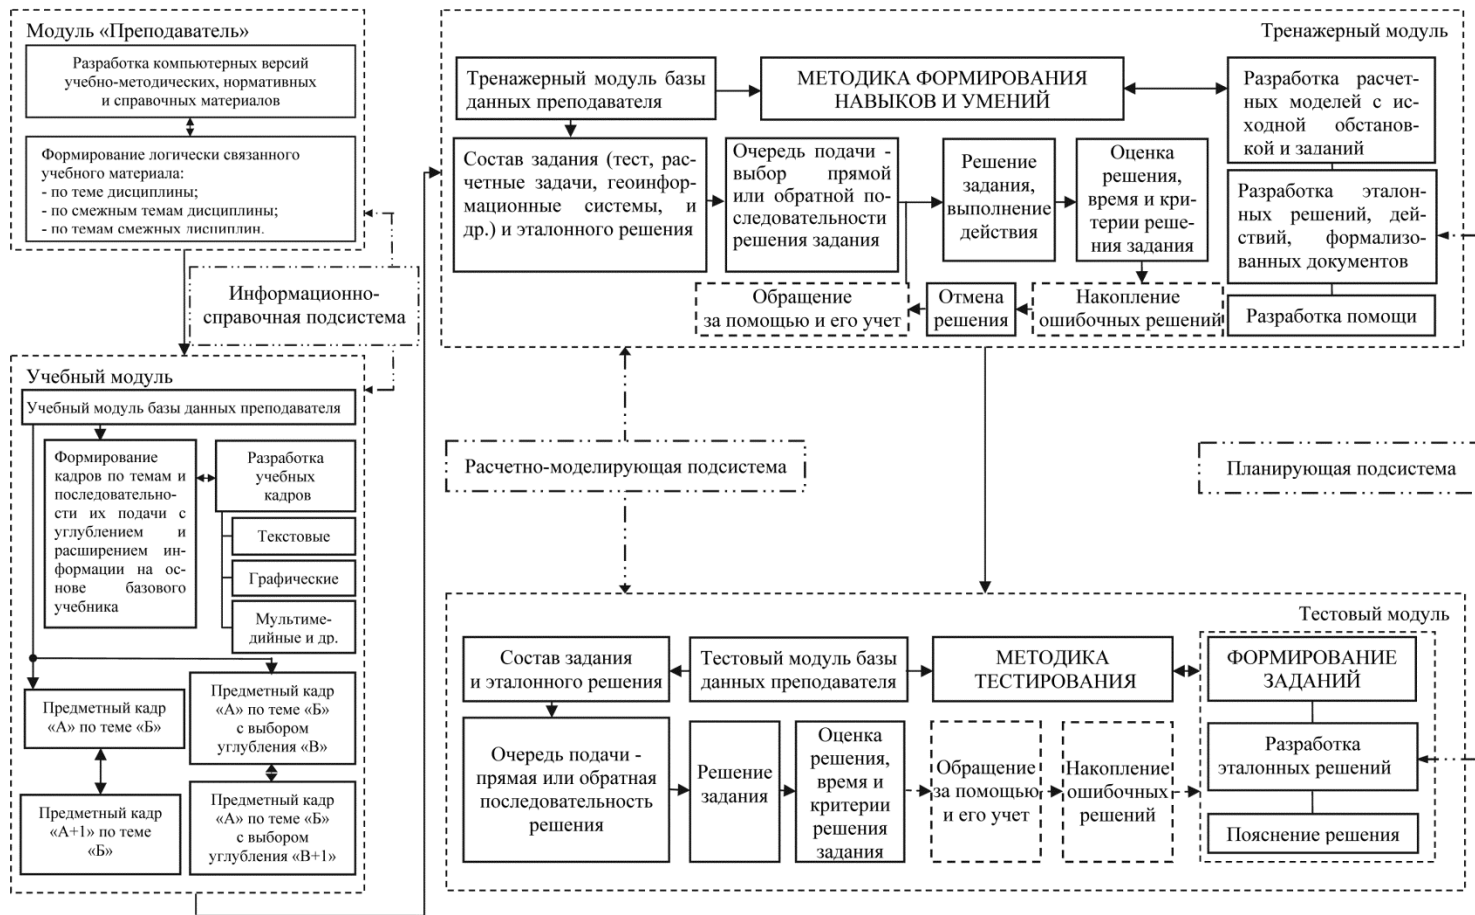 Модуль «Преподаватель»
Разработка компьютерных версий
учебно-методических, нормативных
и справочных материалов
Формирование логически связанного
учебного материала:
- по теме дисциплины;
- по смежным темам дисциплины;
- по темам смежных дисциплин.
Информационно-
справочная подсистема
Учебный модуль
Учебный модуль базы данных преподавателя
Формирование
кадров по темам и
последовательно-
сти их подачи с
углублением и
расширением ин-
формации на ос-
нове базового
учебника
Разработка
учебных
кадров
Текстовые
Графические
Мультиме-
дийные и др.
Предметный кадр
«А» по теме «Б»
Предметный кадр
«А» по теме «Б»
с выбором
углубления «В»
Предметный кадр
«А+1» по теме
«Б»
Предметный кадр
«А» по теме «Б»
с выбором
углубления «В+1»
Тренажерный модуль
Тренажерный модуль базы
данных преподавателя
МЕТОДИКА ФОРМИРОВАНИЯ
НАВЫКОВ И УМЕНИЙ
Разработка расчет-
ных моделей с ис-
ходной обстанов-
кой и заданий
Состав задания (тест, рас-
четные задачи, геоинфор-
мационные системы, и
др.) и эталонного решения
Очередь подачи -
выбор прямой
или обратной по-
следовательности
решения задания
Решение
задания,
выполнение
действия
Оценка
решения,
время и кри-
терии реше-
ния задания
Разработка эталон-
ных решений, дей-
ствий, формализо-
ванных документов
Обращение
за помощью и его учет
Отмена
решения
Накопление
ошибочных решений
Разработка помощи
Расчетно-моделирующая подсистема
Планирующая подсистема
Тестовый модуль
Состав задания
и эталонного решения
Тестовый модуль базы
данных преподавателя
МЕТОДИКА
ТЕСТИРОВАНИЯ
ФОРМИРОВАНИЕ
ЗАДАНИЙ
Очередь подачи -
прямая или обратная
последовательность
решения
Решение
задания
Оценка
решения,
время и
критерии
решения
задания
Обращение
за помощью
и его учет
Накопление
ошибочных
решений
Разработка
эталонных решений
Пояснение решения